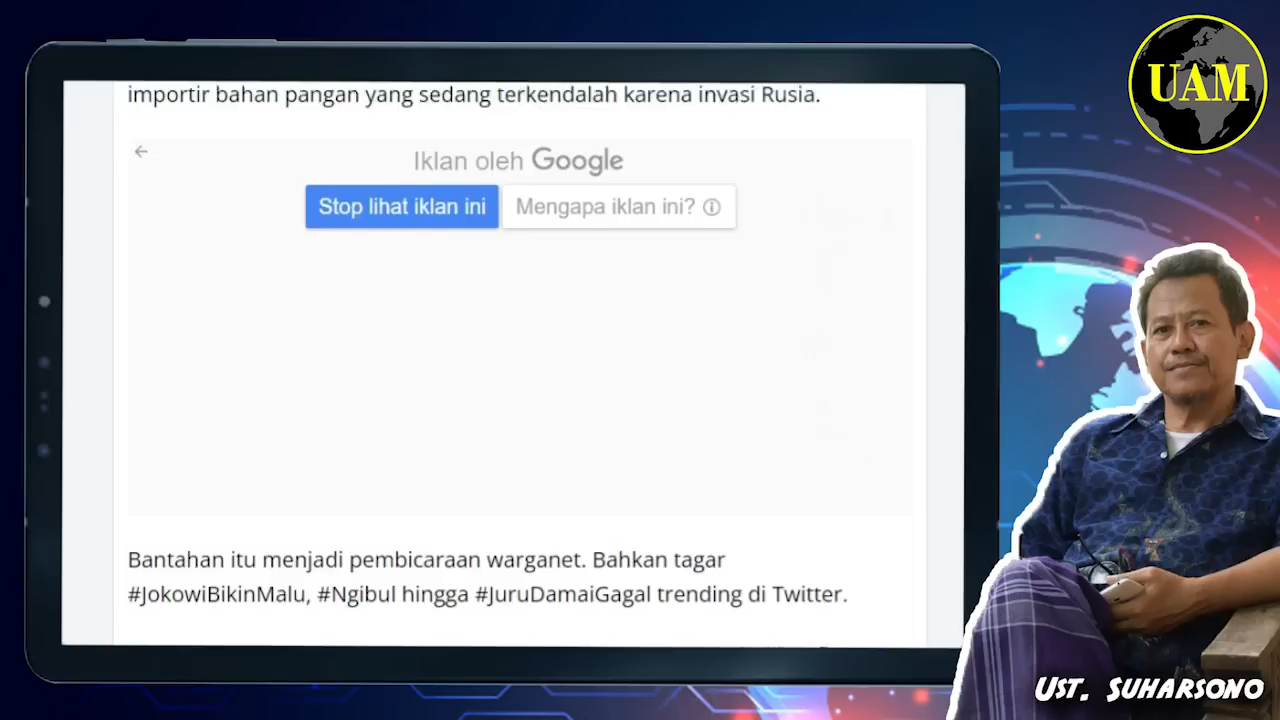 importir bahan pangan yang sedang terkendalah karena invasi Rusia.
Iklan oleh Google
Stop lihat iklan ini
Mengapa iklan ini?
Bantahan itu menjadi pembicaraan warganet. Bahkan tagar
#JokowiBikinMalu, #Ngibul hingga #JuruDamaiGagal trending di Twitter.
UAM
Ust. Suharsono